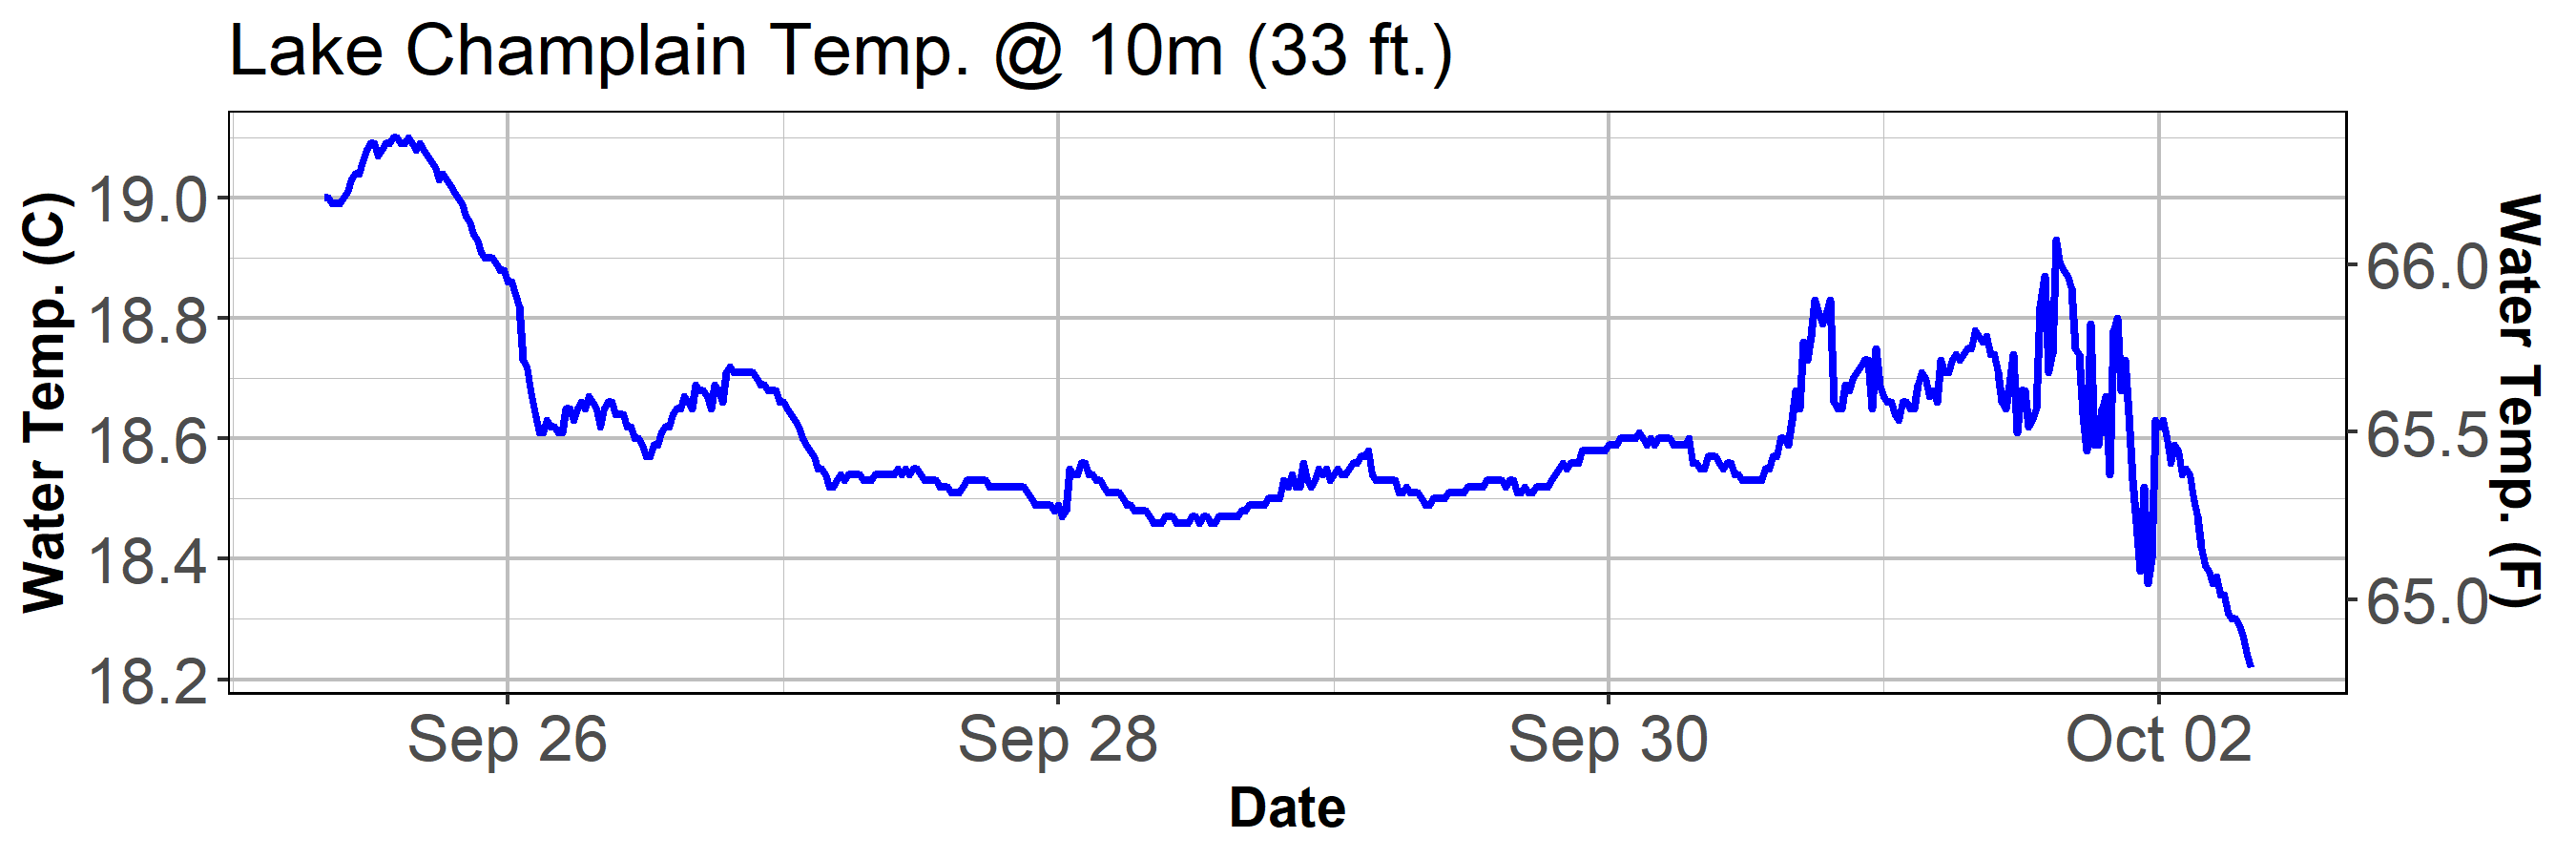 Lake Champlain Temp. @ 10m (33 ft.)
Water Temp. (C)
19.0
18.8
18.6
18.4
18.2
66.0
65.5
65.0
Water Temp. (F)
Sep 26 Sep 28 Sep 30 Oct 02
Date